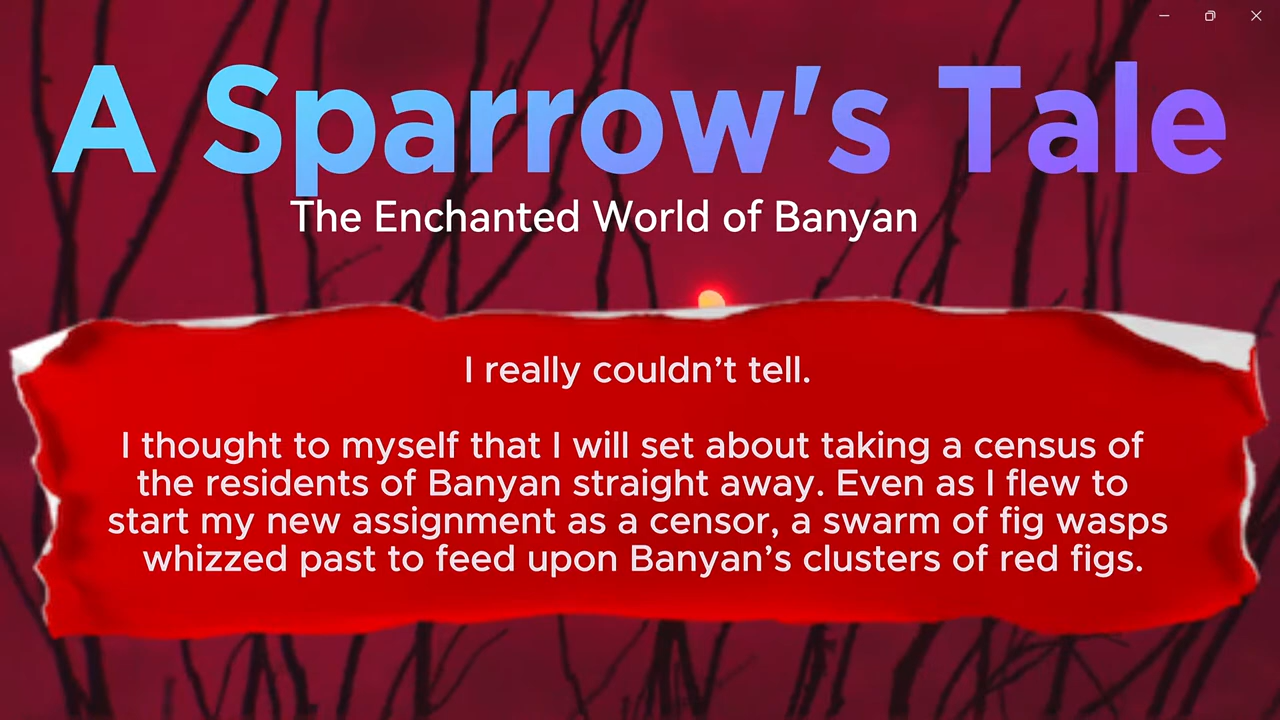 A Sparrow's Tale
The Enchanted World of Banyan
I really couldn’t tell.
I thought to myself that I will set about taking a census of
the residents of Banyan straight away. Even as I flew to
start my new assignment as a censor, a swarm of fig wasps
whizzed past to feed upon Banyan’s clusters of red figs.